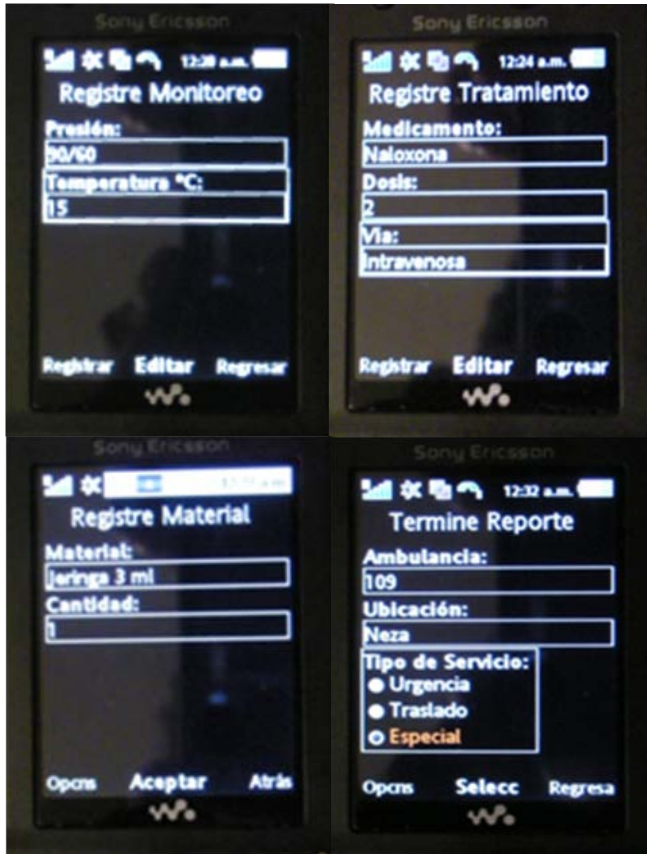 Sony Ericsson
12:28 a.m.
Registre Monitoreo
Presión:
90/60
Temperatura °C:
15
Registrar Editar Regresar
Sony Ericsson
12:24 a.m.
Registre Tratamiento
Medicamento:
Naloxona
Dosis:
2
Via:
Intravenosa
Registrar Editar Regresar
Sony Ericsson
Registre Material
Material:
Jeringa 3 ml
Cantidad:
1
Opcns Aceptar Atrás
Sony Ericsson
12:32 a.m.
Termine Reporte
Ambulancia:
109
Ubicación:
Neza
Tipo de Servicio:
Urgencia
Traslado
Especial
Opcns Selecc Regresa